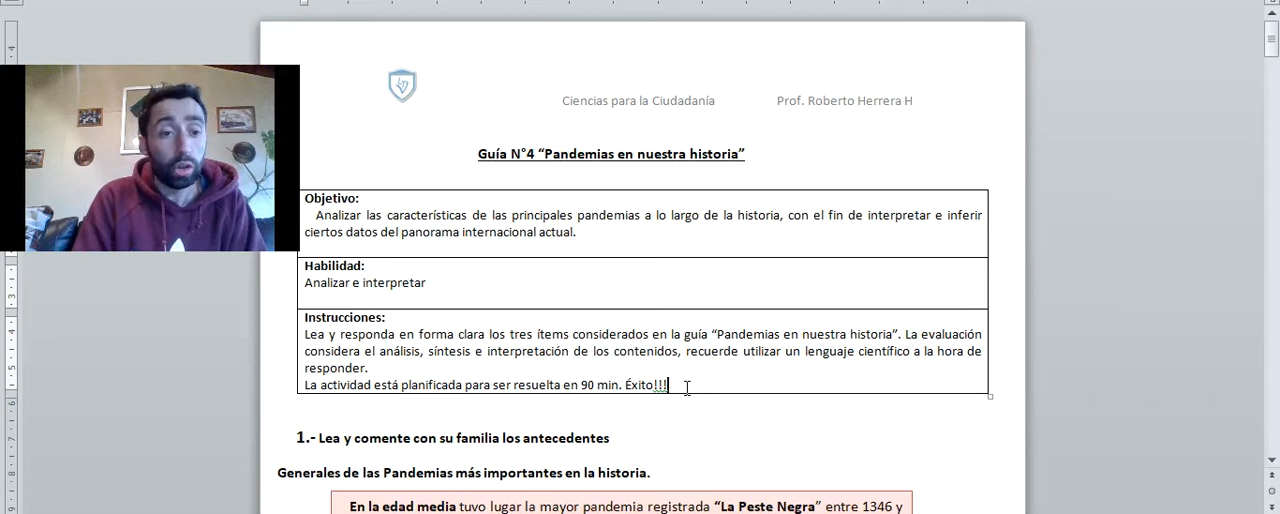 Ciencias para la Ciudadanía Prof. Roberto Herrera H
Guía N°4 “Pandemias en nuestra historia”
Objetivo:
Analizar las características de las principales pandemias a lo largo de la historia, con el fin de interpretar e inferir
ciertos datos del panorama internacional actual.
Habilidad:
Analizar e interpretar
Instrucciones:
Lea y responda en forma clara los tres ítems considerados en la guía “Pandemias en nuestra historia”. La evaluación
considera el análisis, síntesis e interpretación de los contenidos, recuerde utilizar un lenguaje científico a la hora de
responder.
La actividad está planificada para ser resuelta en 90 min. Éxito!!!
1.- Lea y comente con su familia los antecedentes
Generales de las Pandemias más importantes en la historia.
En la edad media tuvo lugar la mayor pandemia registrada “La Peste Negra” entre 1346 y